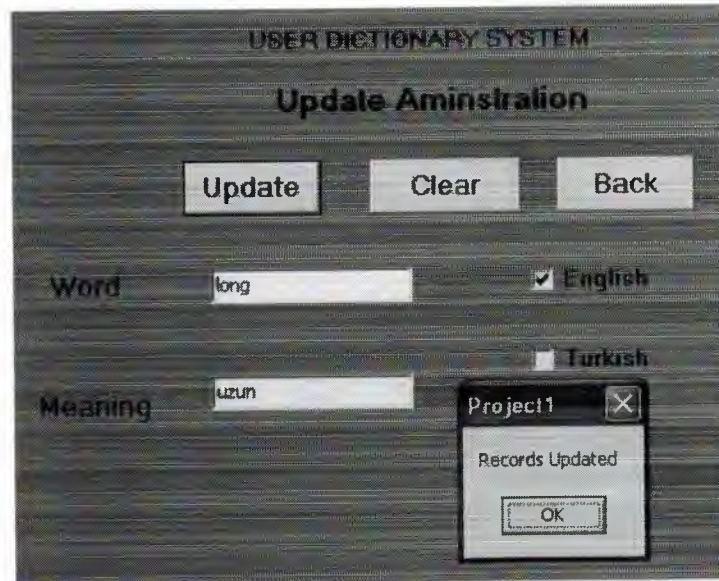 USER DICTIONARY SYSTEM
Update Aminstration
Update Clear Back
Word long English
Turkish
Meaning uzun
Project1
Records Updated
OK